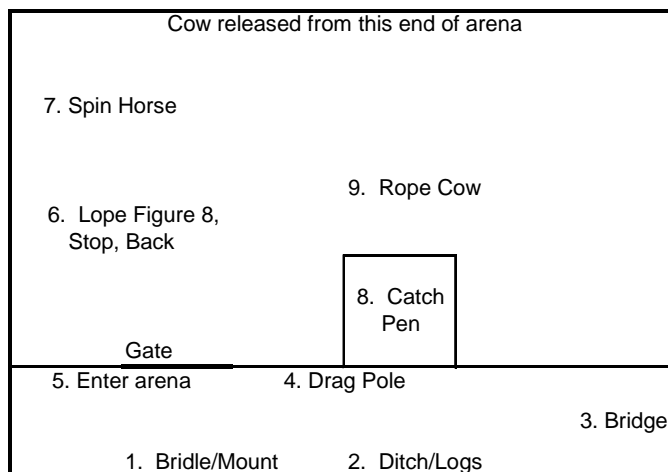 Cow released from this end of arena
7. Spin Horse
9. Rope Cow
6. Lope Figure 8,
Stop, Back
8. Catch
Pen
Gate
5. Enter arena
4. Drag Pole
3. Bridge
1. Bridle/Mount
2. Ditch/Logs